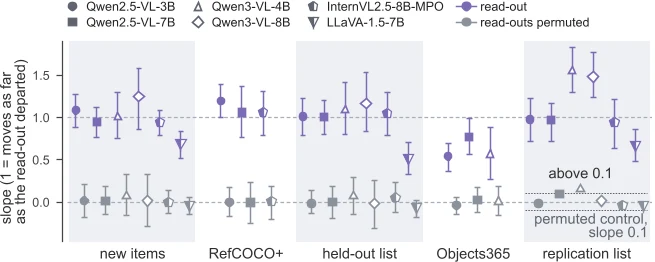 Qwen2.5-VL-3B Qwen3-VL-4B InternVL2.5-8B-MPO read-out
Qwen2.5-VL-7B Qwen3-VL-8B LLaVA-1.5-7B read-outs permuted
slope (1 = moves as far
as the read-out departed)
1.5
1.0
0.5
0.0
above 0.1
permuted control,
slope 0.1
new items RefCOCO+ held-out list Objects365 replication list